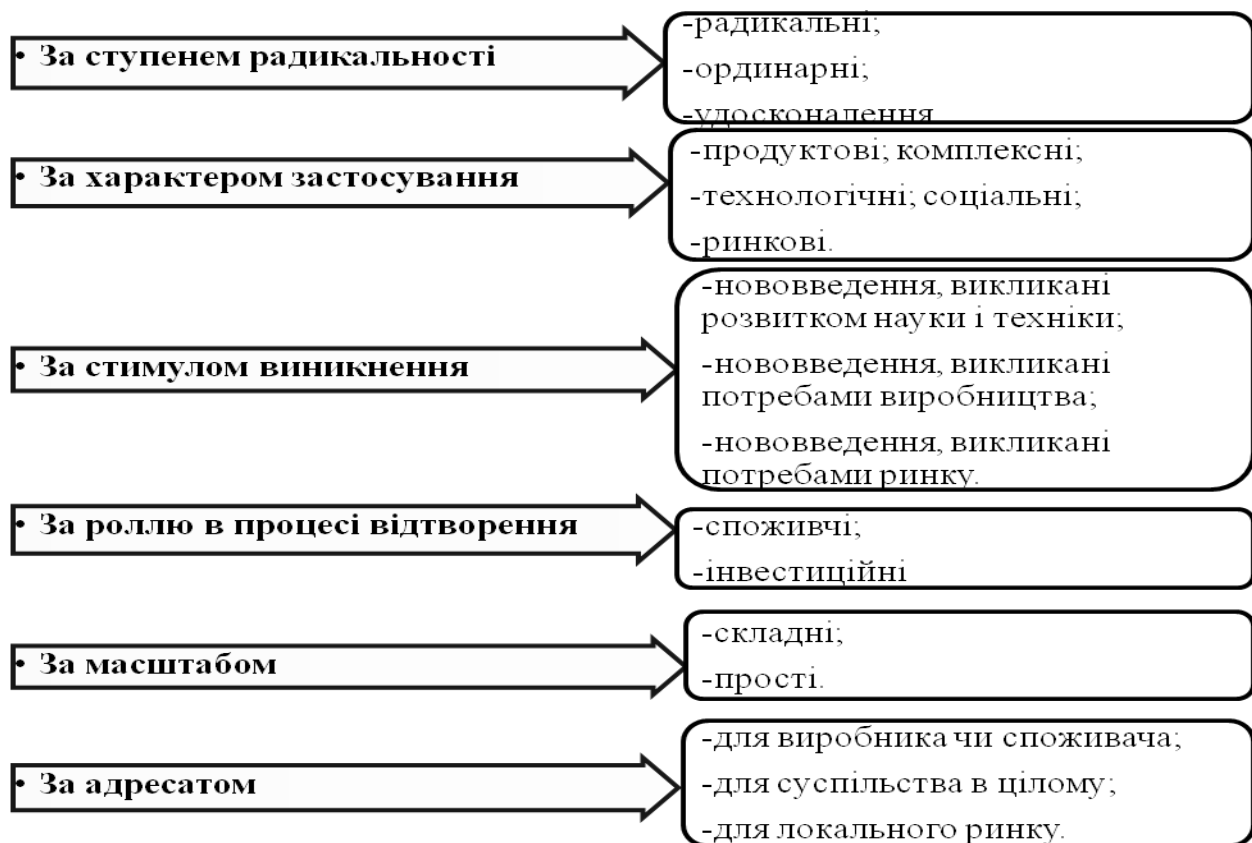 • За ступенем радикальності
-радикальні;
-ординарні;
-удосконалення
• За характером застосування
-продуктові; комплексні;
-технологічні; соціальні;
-ринкові.
• За стимулом виникнення
-нововведення, викликані
розвитком науки і техніки;
-нововведення, викликані
потребами виробництва;
-нововведення, викликані
потребами ринку.
• За роллю в процесі відтворення
-споживчі;
-інвестиційні
• За масштабом
-складні;
-прості.
• За адресатом
-для виробника чи споживача;
-для суспільства в цілому;
-для локального ринку.